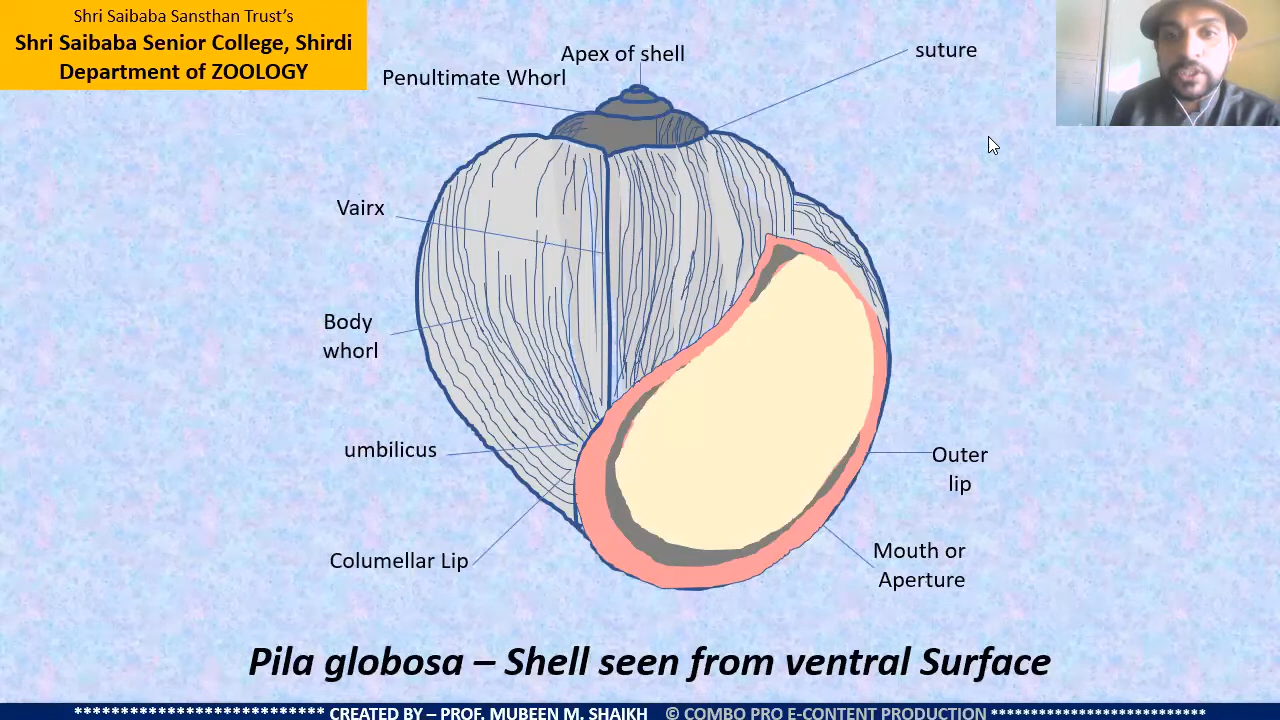 Shri Saibaba Sansthan Trust's
Shri Saibaba Senior College, Shirdi
Department of ZOOLOGY
Apex of shell
suture
Penultimate Whorl
Vairx
Body
whorl
umbilicus
Outer
lip
Columellar Lip
Mouth or
Aperture
Pila globosa – Shell seen from ventral Surface
************************** CREATED BY – PROF. MUBEEN M. SHAIKH © COMBO PRO E-CONTENT PRODUCTION **************************